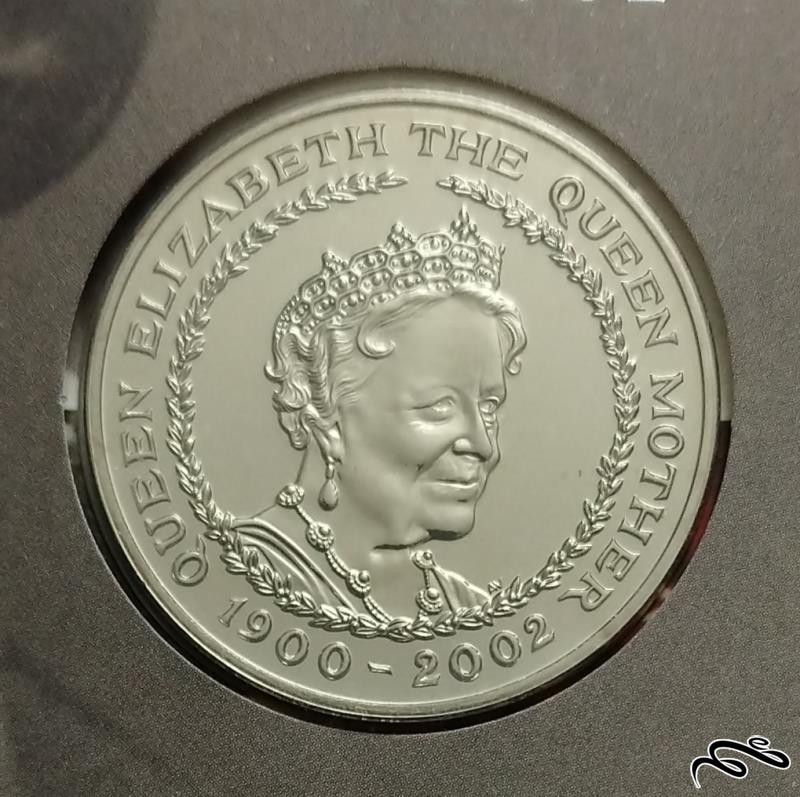 QUEEN ELIZABETH THE QUEEN MOTHER
1900 - 2002